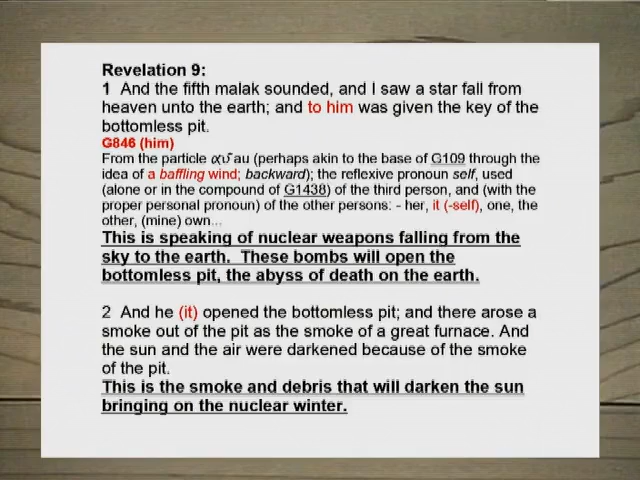 Revelation 9:
1 And the fifth malak sounded, and I saw a star fall from
heaven unto the earth; and to him was given the key of the
bottomless pit.
G846 (him)
From the particle αὖ au (perhaps akin to the base of G109 through the
idea of a baffling wind; backward); the reflexive pronoun self, used
(alone or in the compound of G1438) of the third person, and (with the
proper personal pronoun) of the other persons: - her, it (-self), one, the
other, (mine) own...
This is speaking of nuclear weapons falling from the
sky to the earth. These bombs will open the
bottomless pit, the abyss of death on the earth.
2 And he (it) opened the bottomless pit; and there arose a
smoke out of the pit as the smoke of a great furnace. And
the sun and the air were darkened because of the smoke
of the pit.
This is the smoke and debris that will darken the sun
bringing on the nuclear winter.